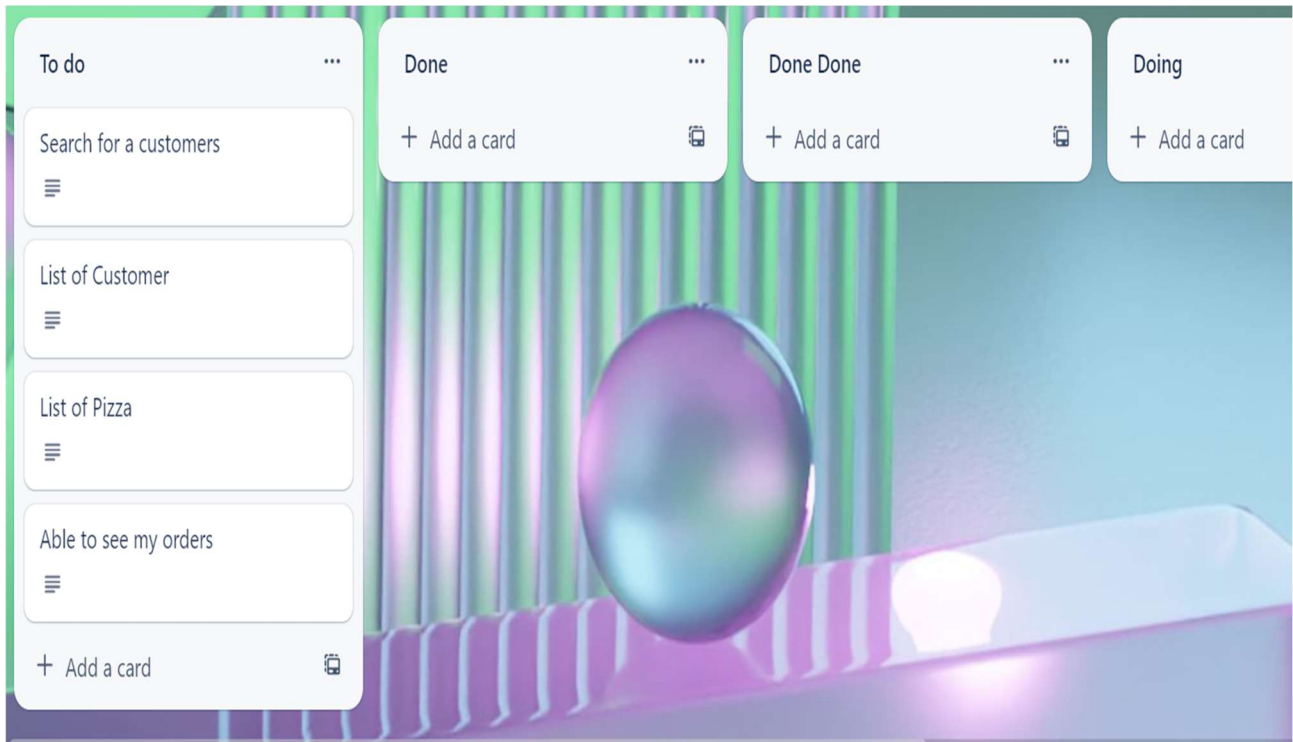 To do
Search for a customers
List of Customer
List of Pizza
Able to see my orders
+ Add a card
Done
+ Add a card
Done Done
+ Add a card
Doing
+ Add a card